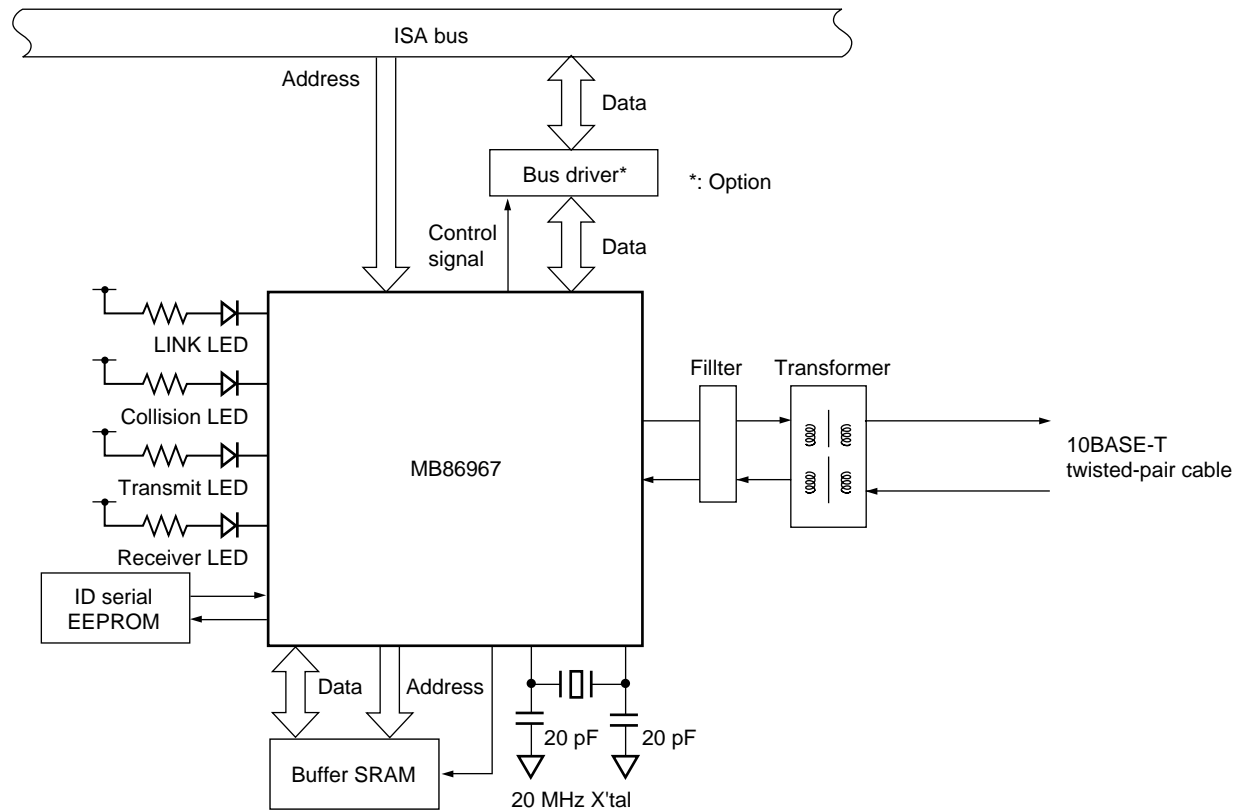 ISA bus
Address
Data
Bus driver*
*: Option
Control
signal
Data
LINK LED
Collision LED
Transmit LED
Receiver LED
MB86967
Fillter
Transformer
10BASE-T
twisted-pair cable
ID serial
EEPROM
Data
Address
20 pF
20 pF
Buffer SRAM
20 MHz X'tal